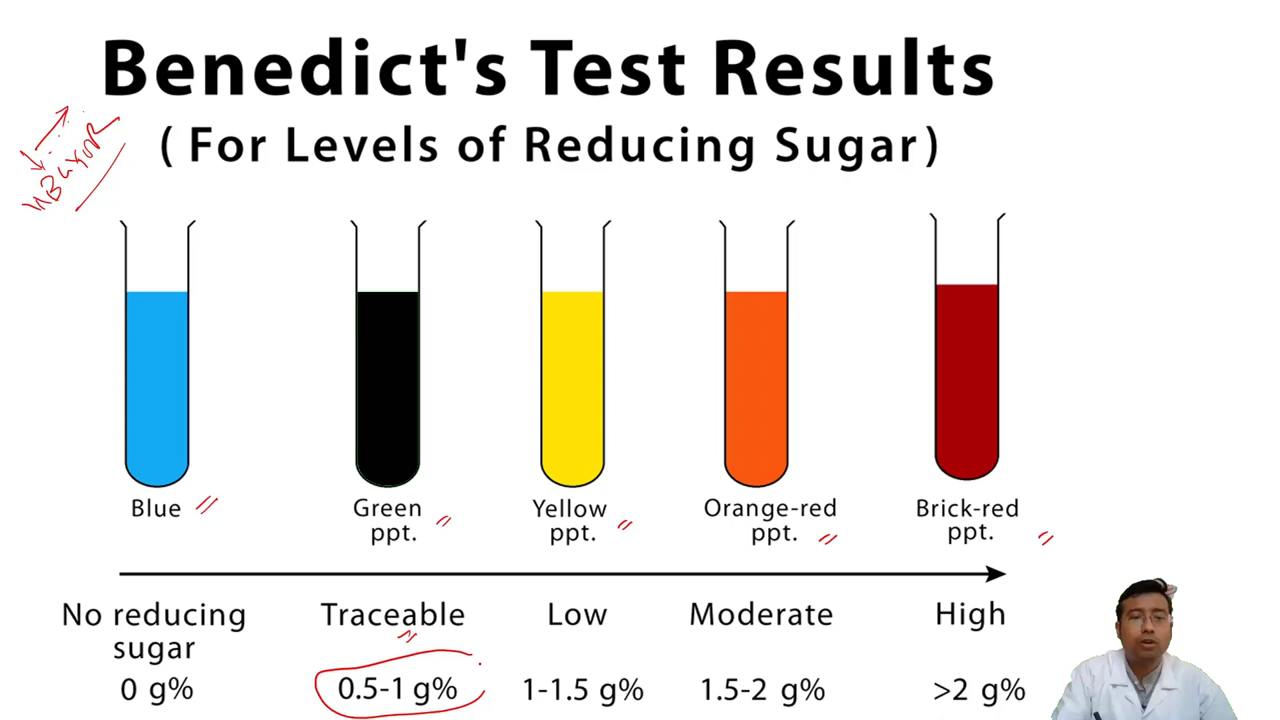 Benedict's Test Results
(For Levels of Reducing Sugar)
Blue
Green
ppt.
Yellow
ppt.
Orange-red
ppt.
Brick-red
ppt.
No reducing
sugar
Traceable
Low
Moderate
High
0 g%
0.5-1 g%
1-1.5 g%
1.5-2 g%
>2 g%